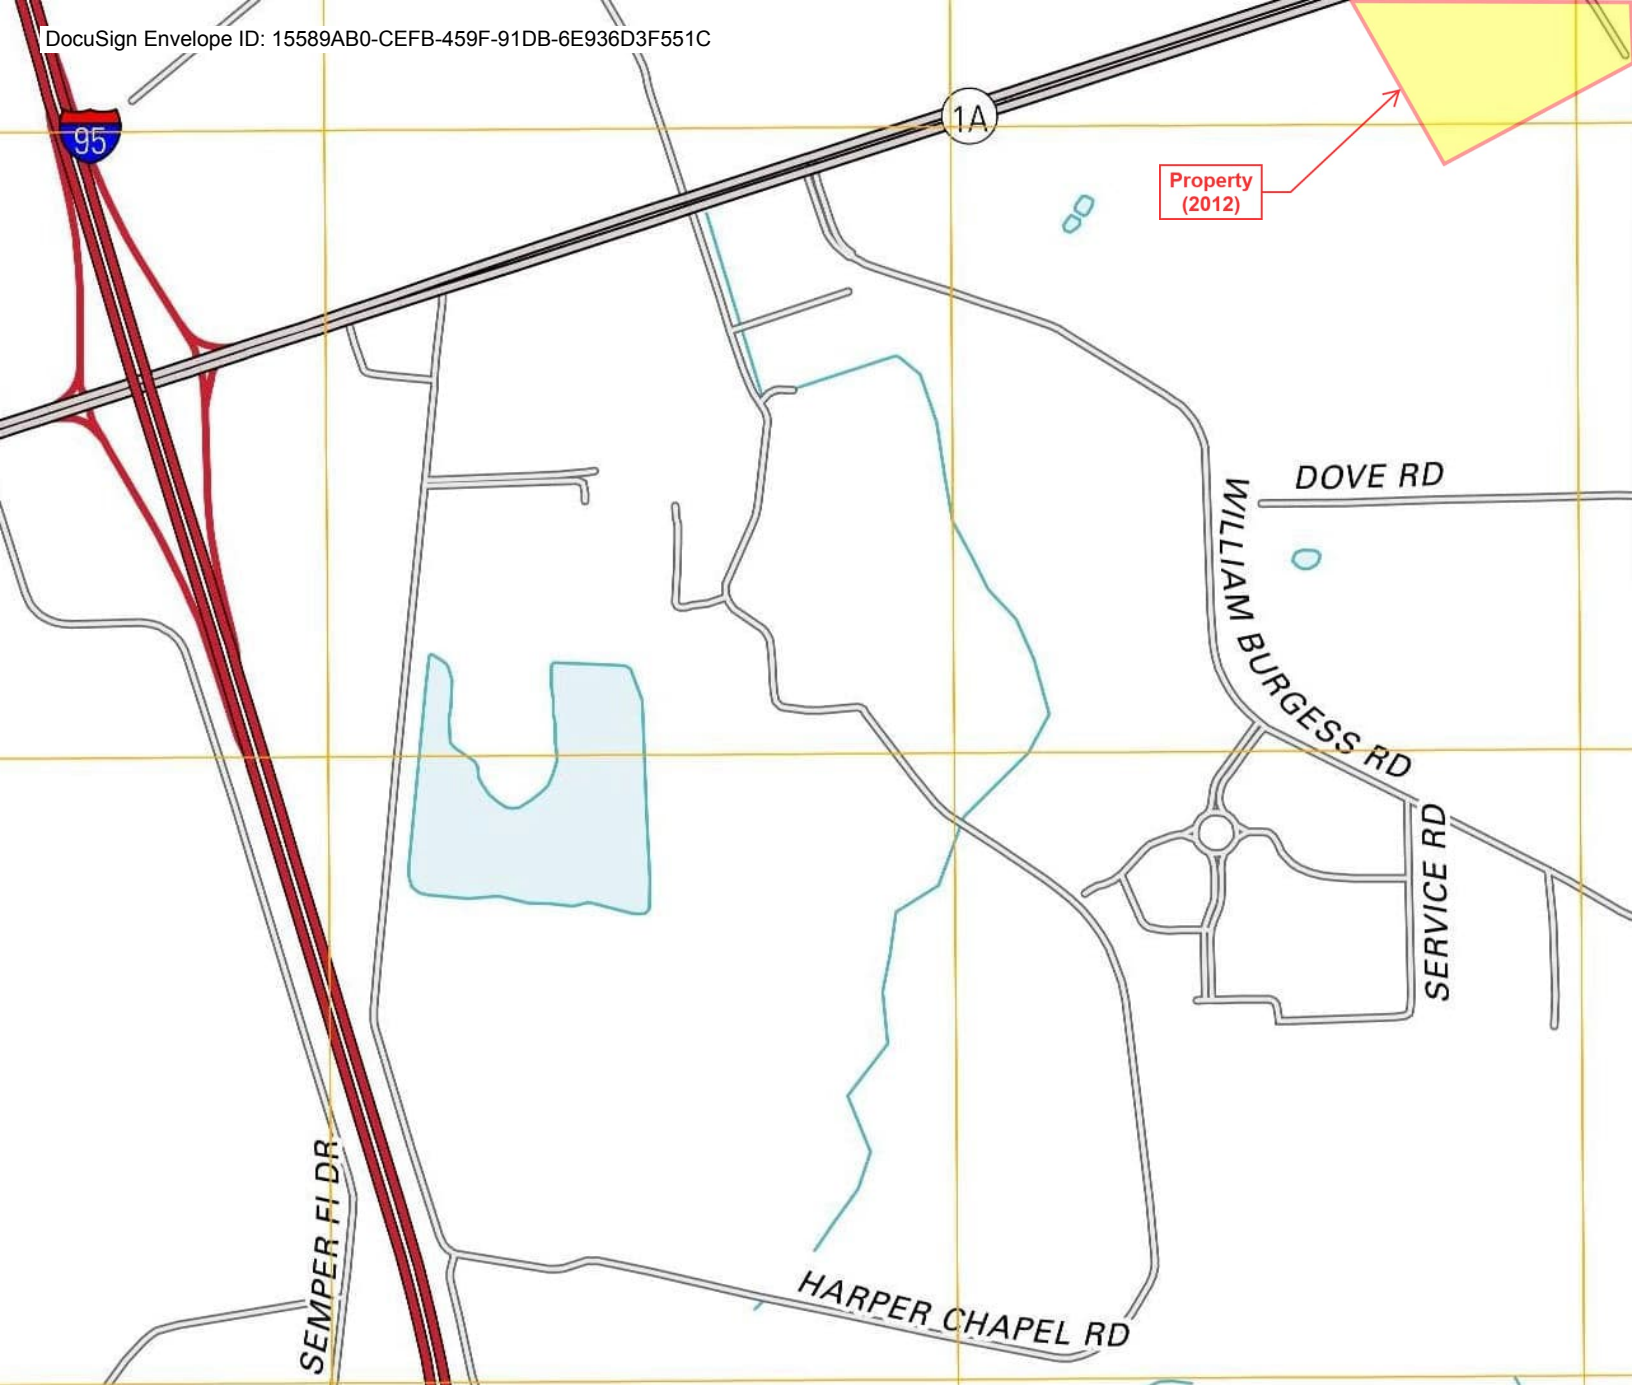 DocuSign Envelope ID: 15589AB0-CEFB-459F-91DB-6E936D3F551C
95
1A
Property
(2012)
DOVE RD
WILLIAM BURGESS RD
SERVICE RD
SEMPER FI DR
HARPER CHAPEL RD